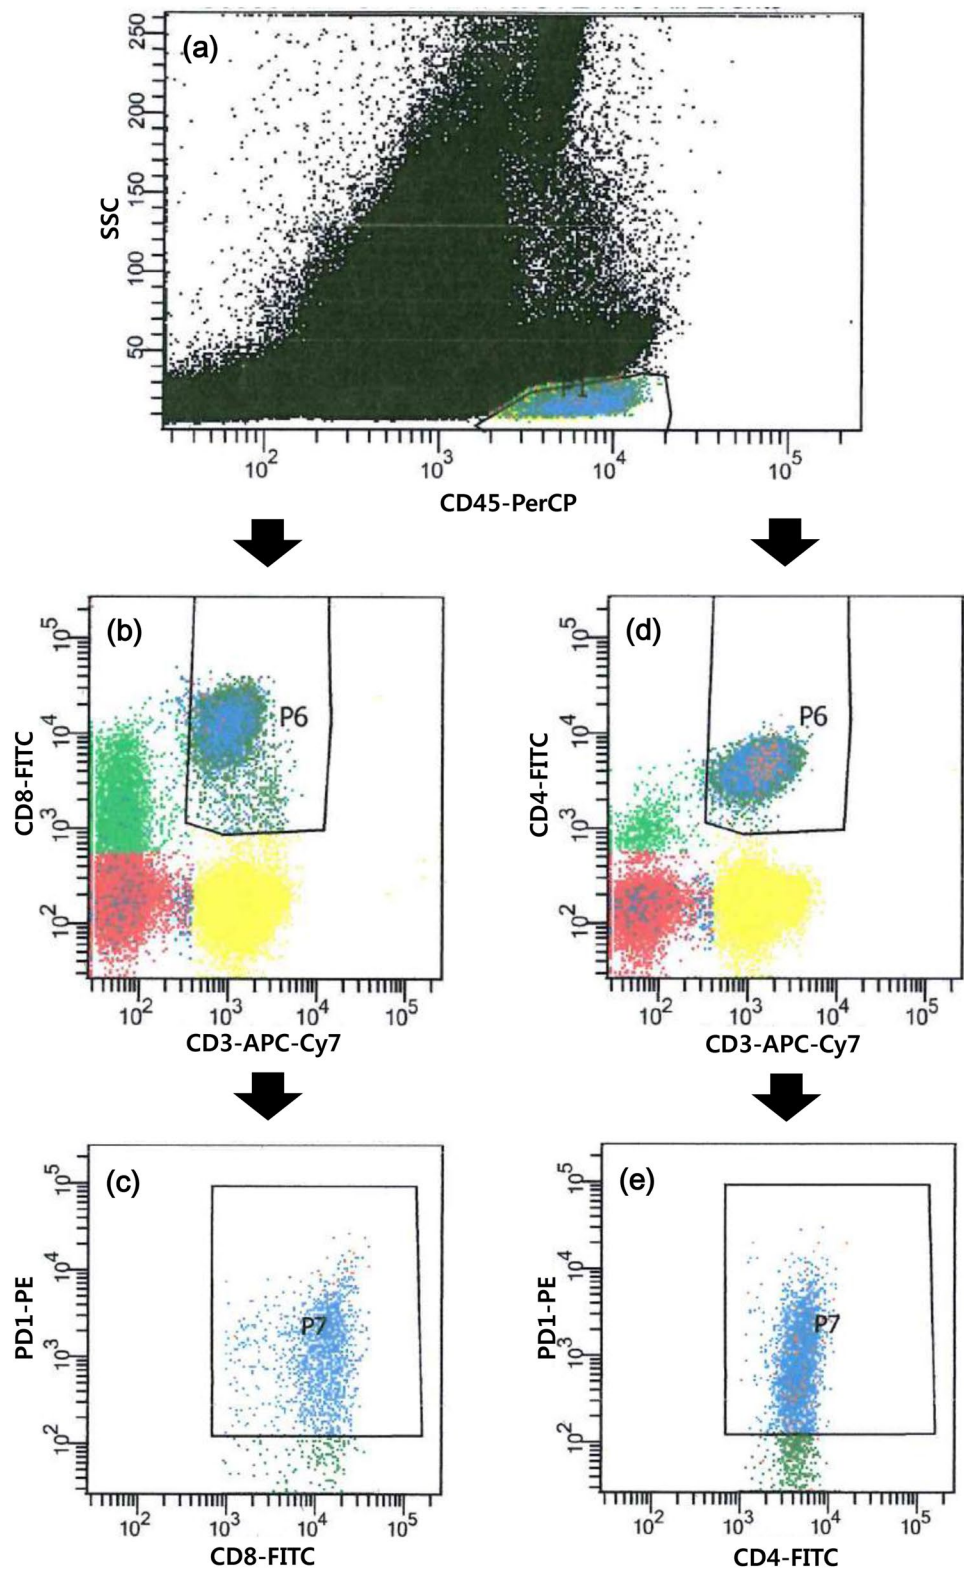 (a)
250
200
150
100
50
SSC
10²
10³
10⁴
10⁵
CD45-PerCP
(b)
10⁵
10⁴
10³
10²
CD8-FITC
P6
10²
10³
10⁴
10⁵
CD3-APC-Cy7
(d)
10⁵
10⁴
10³
10²
CD4-FITC
P6
10²
10³
10⁴
10⁵
CD3-APC-Cy7
(c)
10⁵
10⁴
10³
10²
PD1-PE
P7
10²
10³
10⁴
10⁵
CD8-FITC
(e)
10⁵
10⁴
10³
10²
PD1-PE
P7
10²
10³
10⁴
10⁵
CD4-FITC